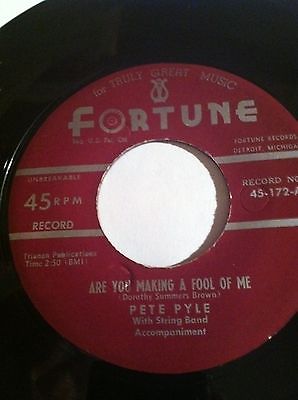 for TRULY GREAT MUSIC
FORTUNE
Reg. U.S. Pat. Off.
FORTUNE RECORDS
DETROIT, MICHIGAN
UNBREAKABLE
45 RPM
RECORD
RECORD NO.
45-172-A
Trianon Publications
Time 2:50 (BMI)
ARE YOU MAKING A FOOL OF ME
(Dorothy Summers Brown)
PETE PYLE
With String Band
Accompaniment